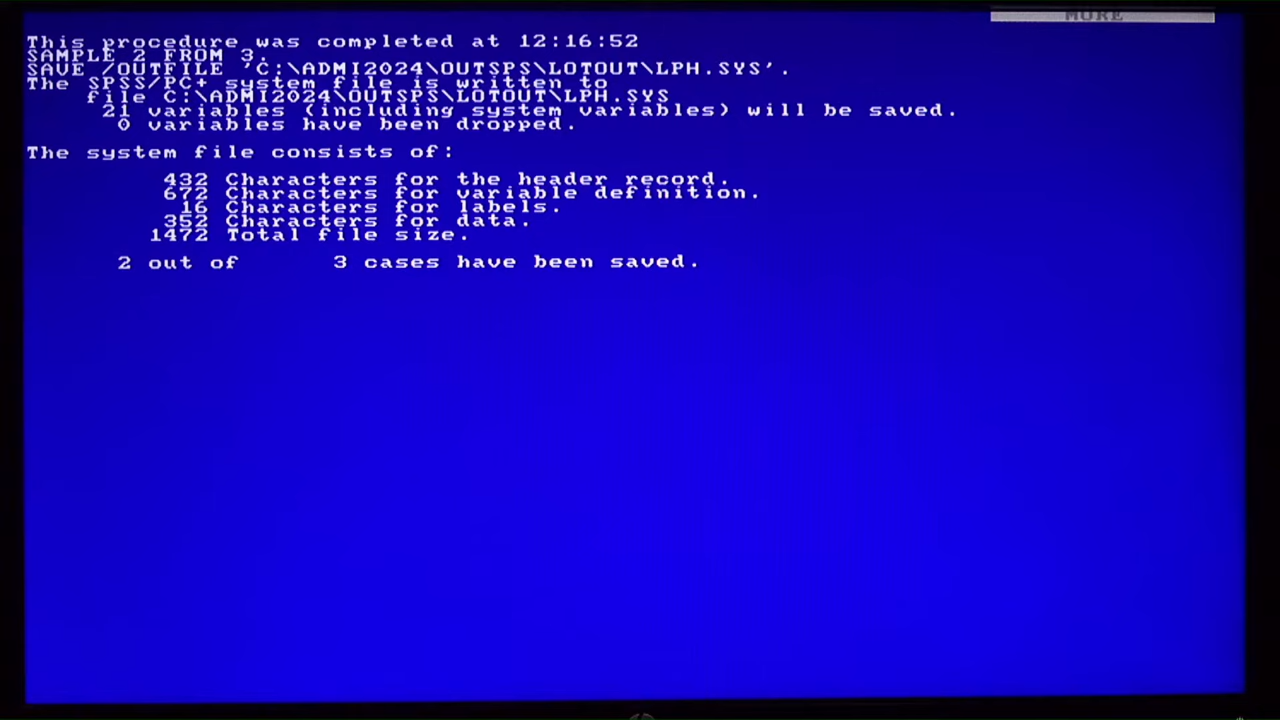 MORE
This procedure was completed at 12:16:52
SAMPLE 2 FROM 3.
SAVE /OUTFILE 'C:\ADMI2024\OUTSPS\LOTOUT\LPH.SYS'.
The SPSS/PC+ system file is written to
file C:\ADMI2024\OUTSPS\LOTOUT\LPH.SYS
21 variables (including system variables) will be saved.
0 variables have been dropped.
The system file consists of:
432 Characters for the header record.
672 Characters for variable definition.
16 Characters for labels.
352 Characters for data.
1472 Total file size.
2 out of 3 cases have been saved.